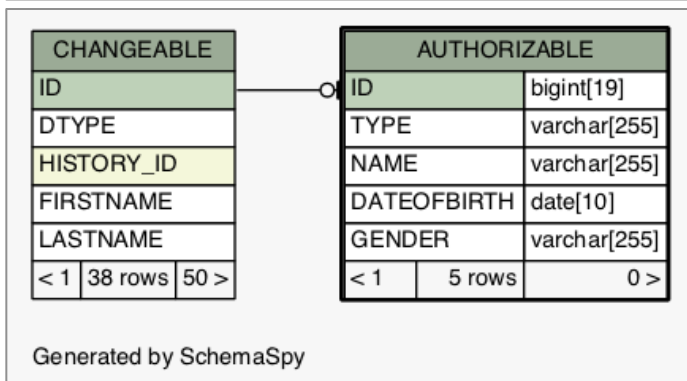 CHANGEABLE
ID
DTYPE
HISTORY_ID
FIRSTNAME
LASTNAME
< 1 38 rows 50 >
AUTHORIZABLE
ID bigint[19]
TYPE varchar[255]
NAME varchar[255]
DATEOFBIRTH date[10]
GENDER varchar[255]
< 1 5 rows 0 >
Generated by SchemaSpy